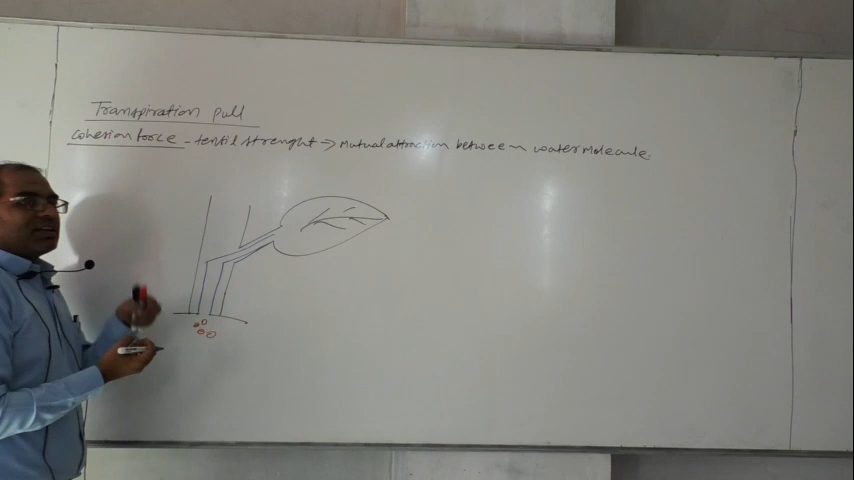 Transpiration pull
Cohesion force - tentil strenght → Mutual attraction between water molecule.